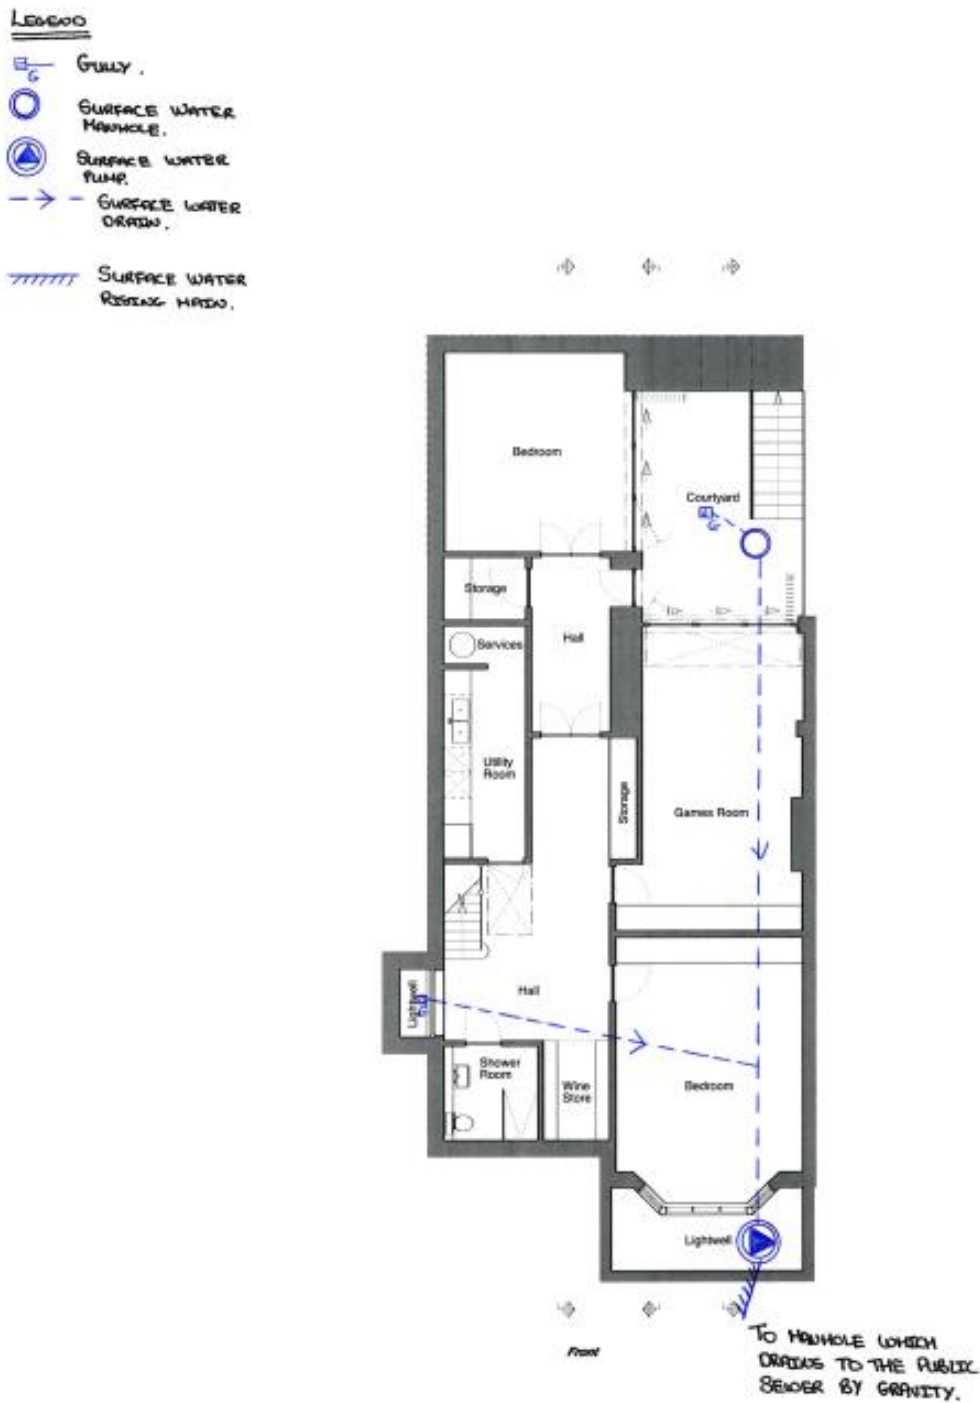 LEGEND
G
GULLY.
SURFACE WATER
MANHOLE.
SURFACE WATER
PUMP.
SURFACE WATER
DRAIN.
SURFACE WATER
RISING MAIN.
Bedroom
Courtyard
G
Storage
Hall
Services
Utility
Room
Storage
Games Room
Lightwell
Hall
Shower
Room
Wine
Store
Bedroom
Lightwell
Front
TO MANHOLE WHICH
DRAINS TO THE PUBLIC
SEWER BY GRAVITY.